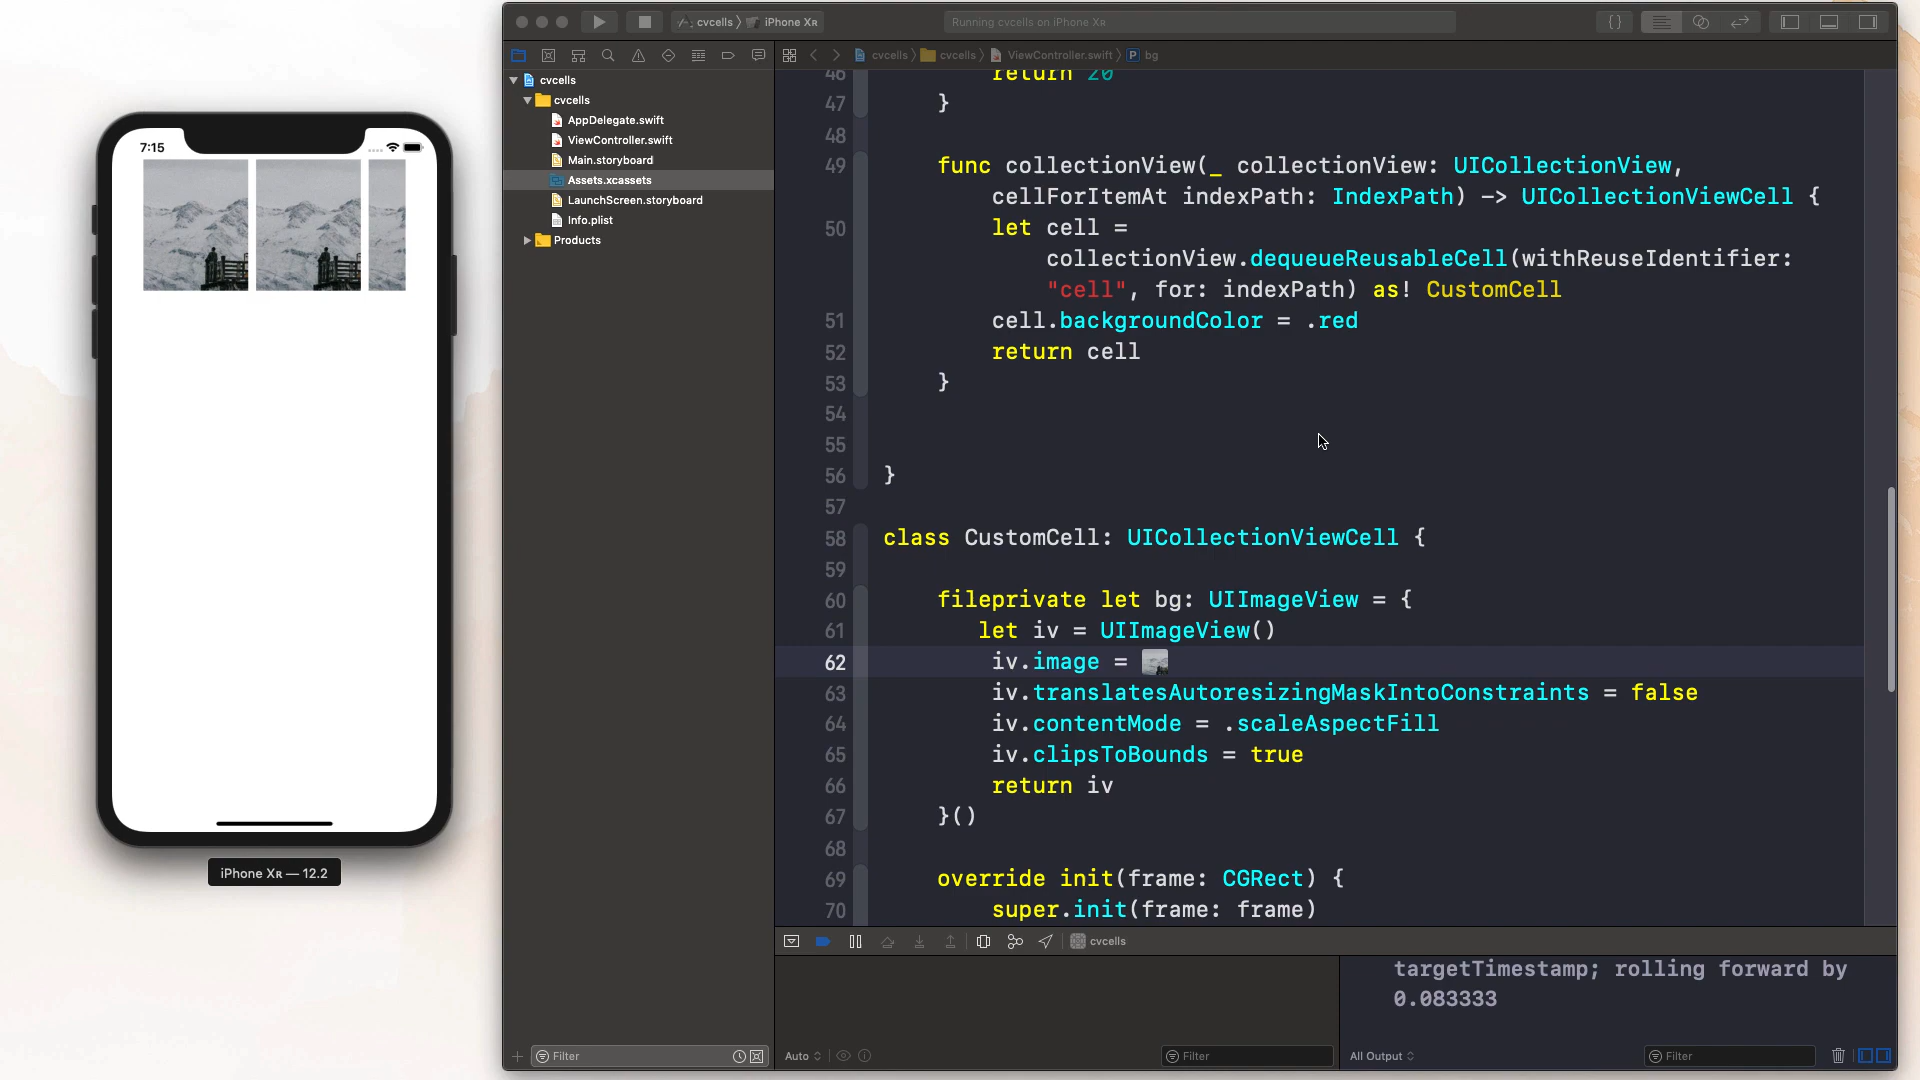 cvcells
iPhone XR
Running cvcells on iPhone XR
cvcells
cvcells
ViewController.swift
P
bg
7:15
cvcells
cvcells
AppDelegate.swift
ViewController.swift
Main.storyboard
Assets.xcassets
LaunchScreen.storyboard
Info.plist
Products
46 return 20
47 }
48
49 func collectionView(_ collectionView: UICollectionView,
cellForItemAt indexPath: IndexPath) -> UICollectionViewCell {
50 let cell =
collectionView.dequeueReusableCell(withReuseIdentifier:
"cell", for: indexPath) as! CustomCell
51 cell.backgroundColor = .red
52 return cell
53 }
54
55
56 }
57
58 class CustomCell: UICollectionViewCell {
59
60 fileprivate let bg: UIImageView = {
61 let iv = UIImageView()
62 iv.image =
63 iv.translatesAutoresizingMaskIntoConstraints = false
64 iv.contentMode = .scaleAspectFill
65 iv.clipsToBounds = true
66 return iv
67 }()
68
69 override init(frame: CGRect) {
70 super.init(frame: frame)
iPhone XR — 12.2
cvcells
targetTimestamp; rolling forward by
0.083333
Filter
Auto
Filter
All Output
Filter